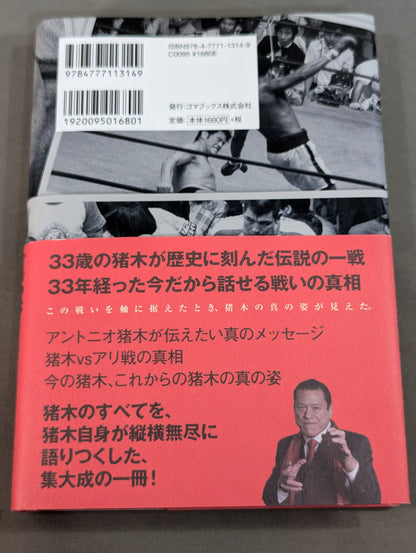 9784777113149
1920095016801
ISBN978-4-7771-1314-9
C0095 ¥1680E
発行:ゴマブックス株式会社
定価:本体1680円+税
33歳の猪木が歴史に刻んだ伝説の一戦
33年経った今だから話せる戦いの真相
この戦いを軸に据えたとき、猪木の真の姿が見えた。
アントニオ猪木が伝えたい真のメッセージ
猪木vsアリ戦の真相
今の猪木、これからの猪木の真の姿
猪木のすべてを、
猪木自身が縦横無尽に
語りつくした、
集大成の一冊!